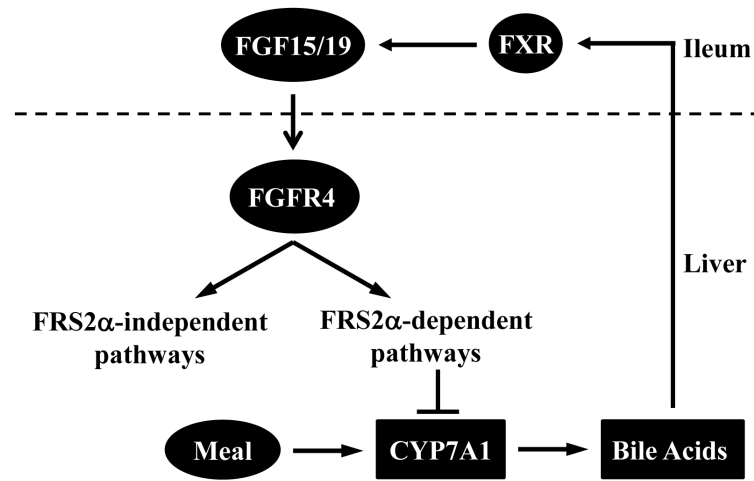 FGF15/19
FXR
Ileum
FGFR4
Liver
FRS2α-independent
pathways
FRS2α-dependent
pathways
Meal
CYP7A1
Bile Acids